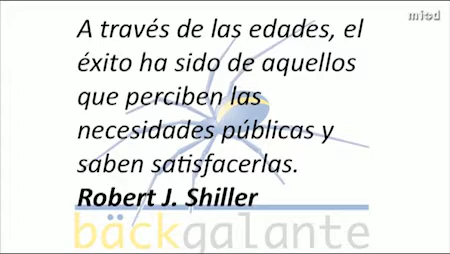 miod
A través de las edades, el
éxito ha sido de aquellos
que perciben las
necesidades públicas y
saben satisfacerlas.
Robert J. Shiller
bäckgalante